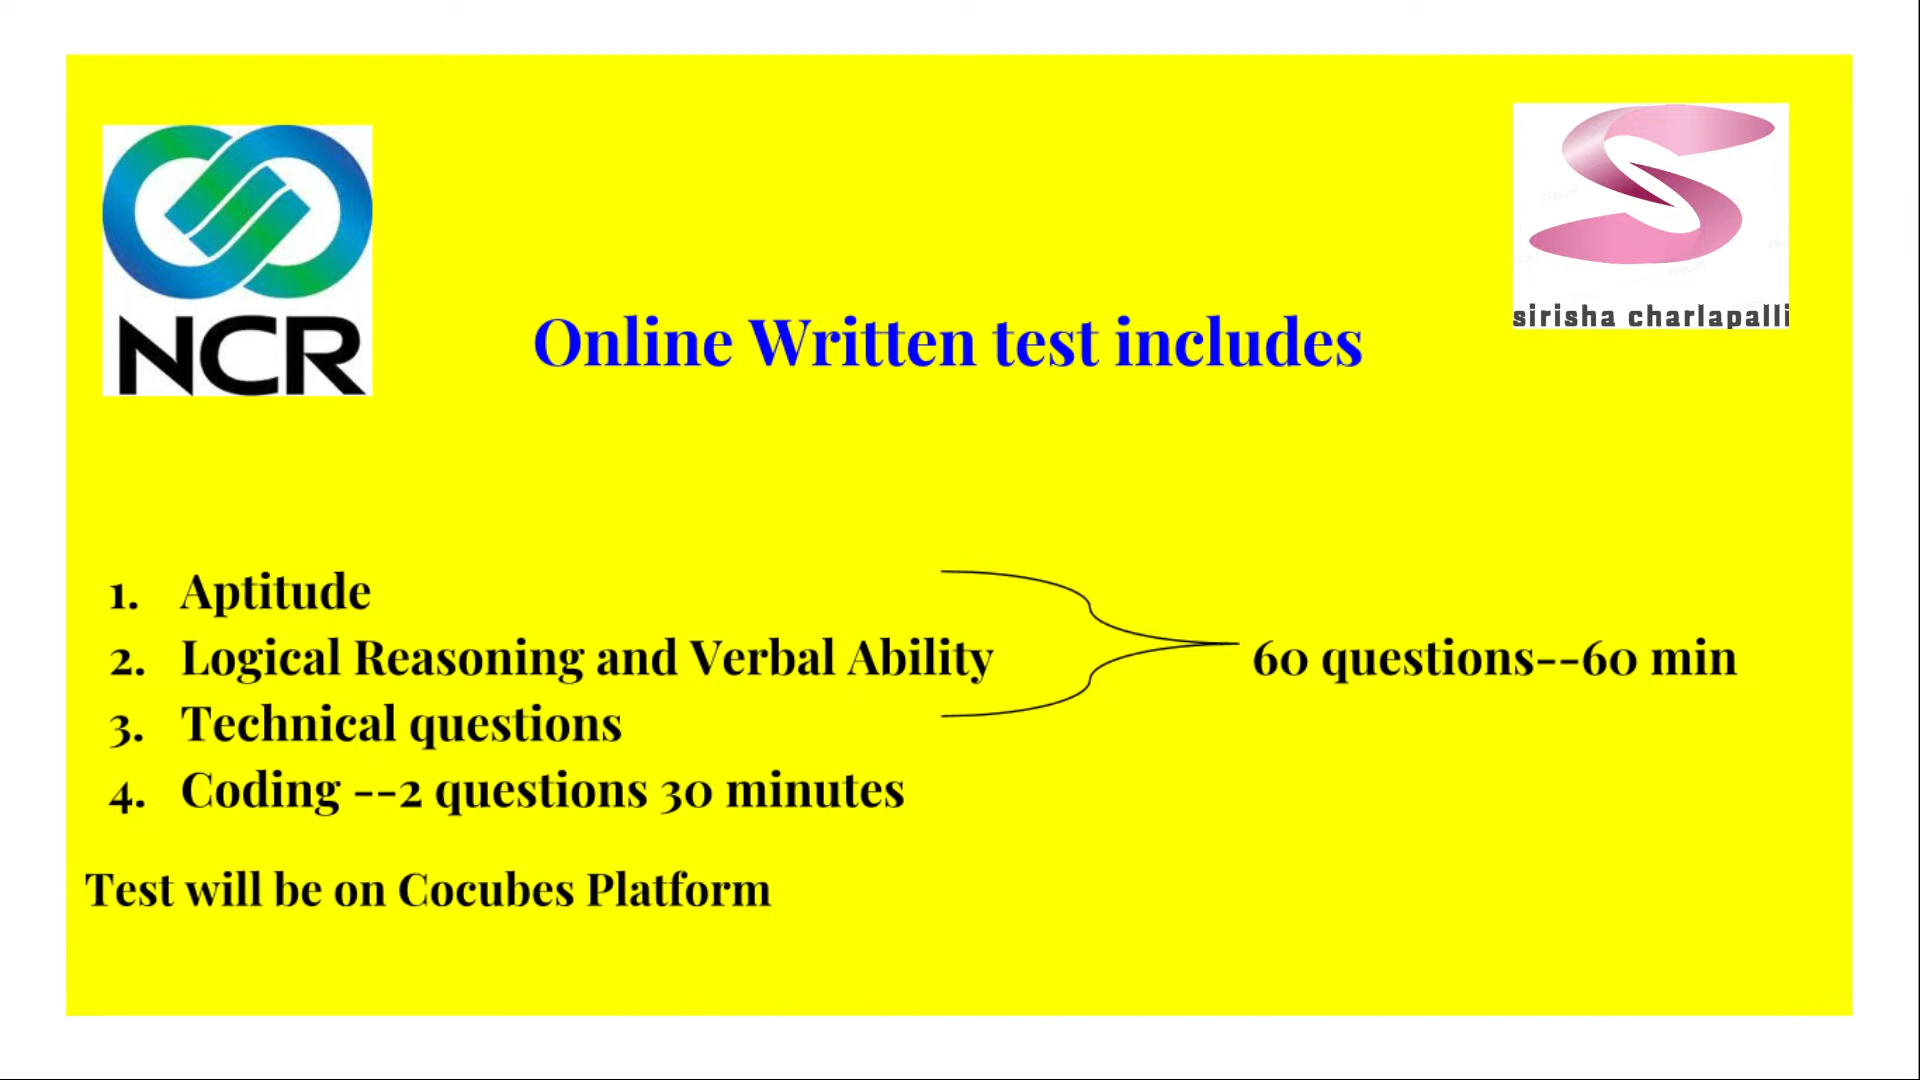 NCR
sirisha charlapalli
Online Written test includes
1. Aptitude
2. Logical Reasoning and Verbal Ability
3. Technical questions
60 questions--60 min
4. Coding --2 questions 30 minutes
Test will be on Cocubes Platform